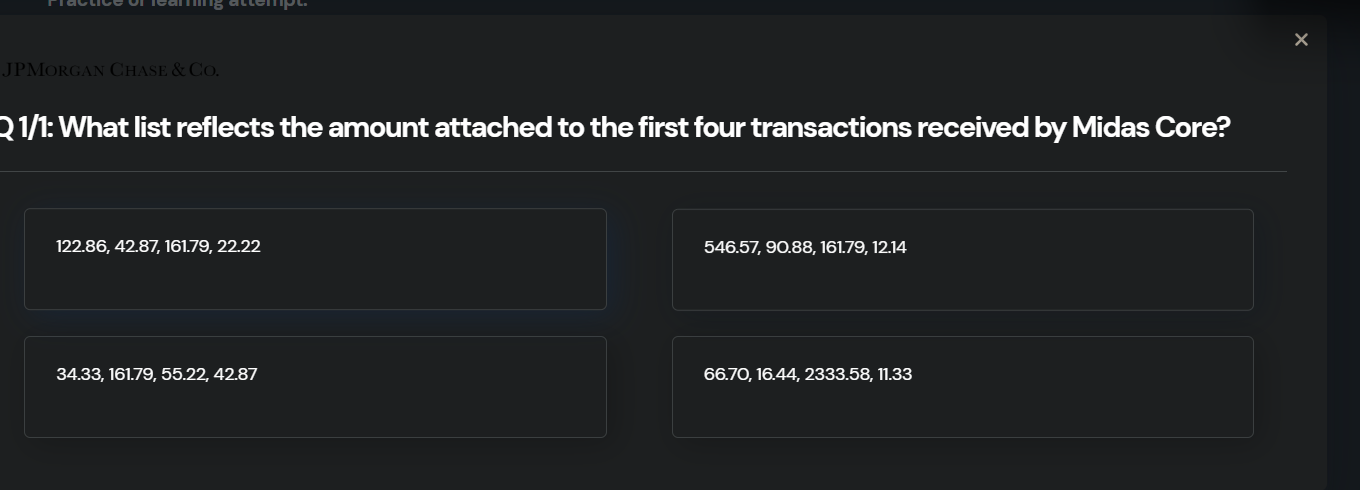 Practice or learning attempt.
JPMORGAN CHASE & CO.
Q 1/1: What list reflects the amount attached to the first four transactions received by Midas Core?
122.86, 42.87, 161.79, 22.22
546.57, 90.88, 161.79, 12.14
34.33, 161.79, 55.22, 42.87
66.70, 16.44, 2333.58, 11.33